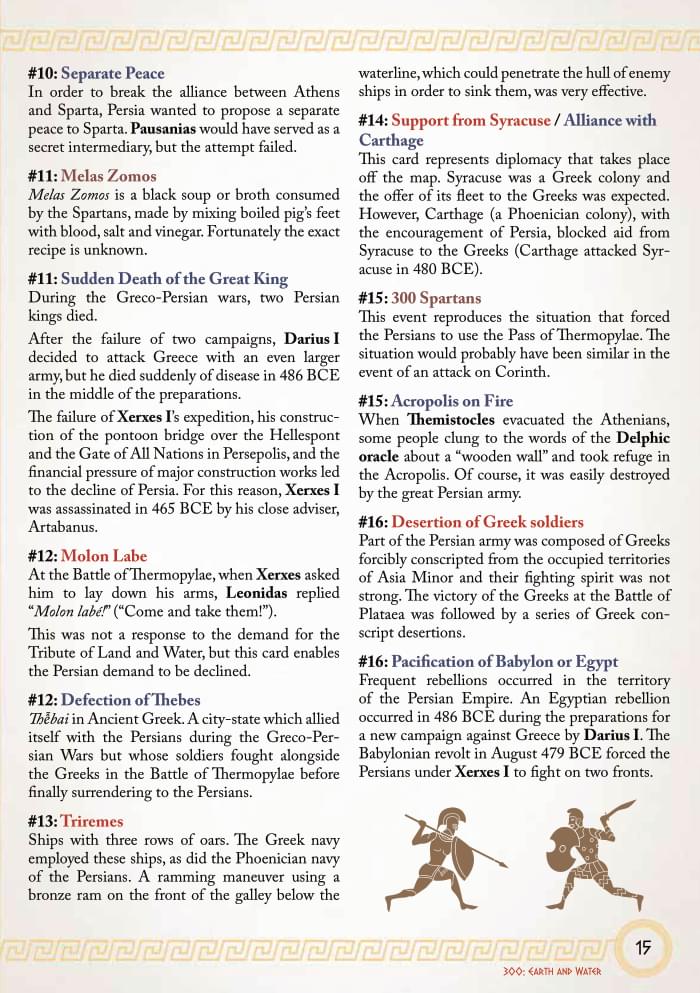 #10: Separate Peace
In order to break the alliance between Athens
and Sparta, Persia wanted to propose a separate
peace to Sparta. Pausanias would have served as a
secret intermediary, but the attempt failed.
#11: Melas Zomos
Melas Zomos is a black soup or broth consumed
by the Spartans, made by mixing boiled pig's feet
with blood, salt and vinegar. Fortunately the exact
recipe is unknown.
#11: Sudden Death of the Great King
During the Greco-Persian wars, two Persian
kings died.
After the failure of two campaigns, Darius I
decided to attack Greece with an even larger
army, but he died suddenly of disease in 486 BCE
in the middle of the preparations.
The failure of Xerxes I's expedition, his construc-
tion of the pontoon bridge over the Hellespont
and the Gate of All Nations in Persepolis, and the
financial pressure of major construction works led
to the decline of Persia. For this reason, Xerxes I
was assassinated in 465 BCE by his close adviser,
Artabanus.
#12: Molon Labe
At the Battle of Thermopylae, when Xerxes asked
him to lay down his arms, Leonidas replied
“Molon labé!” (“Come and take them!”).
This was not a response to the demand for the
Tribute of Land and Water, but this card enables
the Persian demand to be declined.
#12: Defection of Thebes
Thễbai in Ancient Greek. A city-state which allied
itself with the Persians during the Greco-Per-
sian Wars but whose soldiers fought alongside
the Greeks in the Battle of Thermopylae before
finally surrendering to the Persians.
#13: Triremes
Ships with three rows of oars. The Greek navy
employed these ships, as did the Phoenician navy
of the Persians. A ramming maneuver using a
bronze ram on the front of the galley below the
waterline, which could penetrate the hull of enemy
ships in order to sink them, was very effective.
#14: Support from Syracuse / Alliance with
Carthage
This card represents diplomacy that takes place
off the map. Syracuse was a Greek colony and
the offer of its fleet to the Greeks was expected.
However, Carthage (a Phoenician colony), with
the encouragement of Persia, blocked aid from
Syracuse to the Greeks (Carthage attacked Syr-
acuse in 480 BCE).
#15: 300 Spartans
This event reproduces the situation that forced
the Persians to use the Pass of Thermopylae. The
situation would probably have been similar in the
event of an attack on Corinth.
#15: Acropolis on Fire
When Themistocles evacuated the Athenians,
some people clung to the words of the Delphic
oracle about a “wooden wall” and took refuge in
the Acropolis. Of course, it was easily destroyed
by the great Persian army.
#16: Desertion of Greek soldiers
Part of the Persian army was composed of Greeks
forcibly conscripted from the occupied territories
of Asia Minor and their fighting spirit was not
strong. The victory of the Greeks at the Battle of
Plataea was followed by a series of Greek con-
script desertions.
#16: Pacification of Babylon or Egypt
Frequent rebellions occurred in the territory
of the Persian Empire. An Egyptian rebellion
occurred in 486 BCE during the preparations for
a new campaign against Greece by Darius I. The
Babylonian revolt in August 479 BCE forced the
Persians under Xerxes I to fight on two fronts.
15
300: Earth and Water